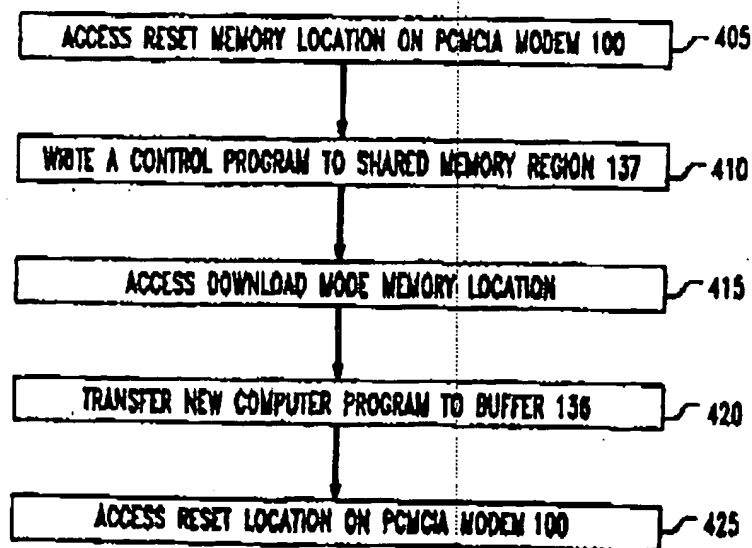 ACCESS RESET MEMORY LOCATION ON PCMCIA MODEM 100
405
WRITE A CONTROL PROGRAM TO SHARED MEMORY REGION 137
410
ACCESS DOWNLOAD MODE MEMORY LOCATION
415
TRANSFER NEW COMPUTER PROGRAM TO BUFFER 136
420
ACCESS RESET LOCATION ON PCMCIA MODEM 100
425